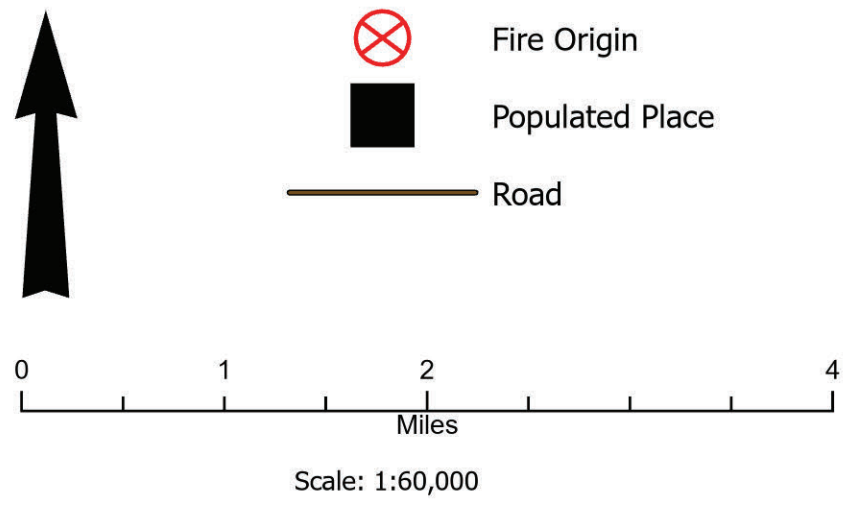 Fire Origin
Populated Place
Road
0 1 2 4
Miles
Scale: 1:60,000